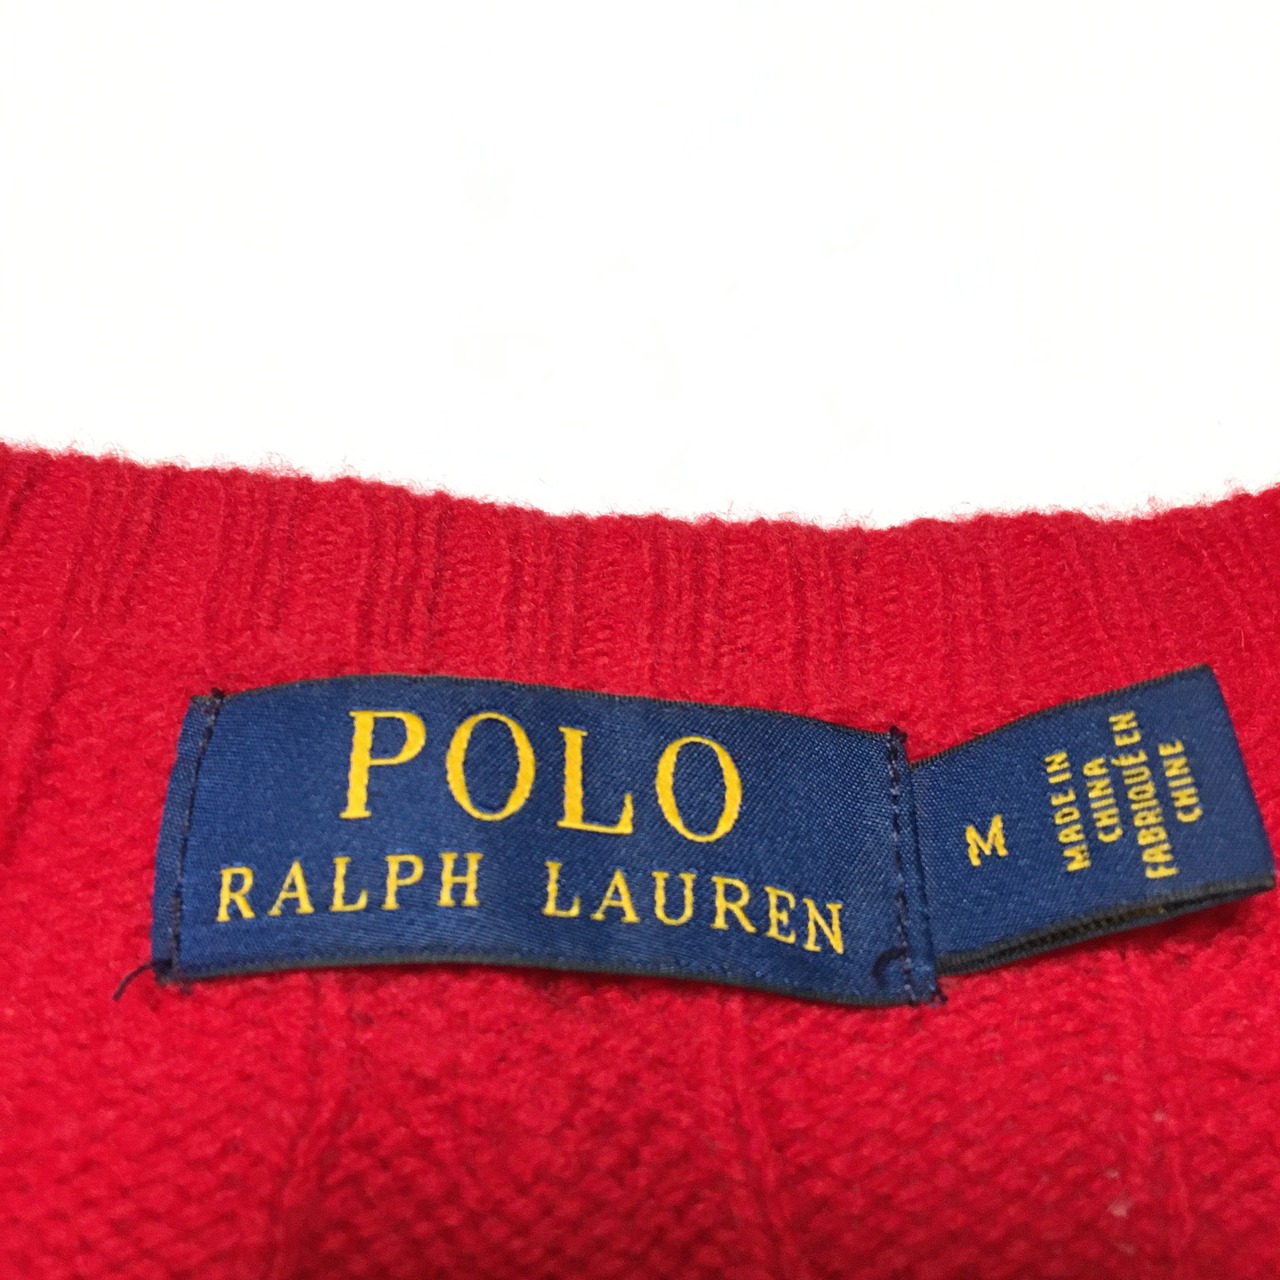 POLO
RALPH LAUREN
M
MADE IN
CHINA
FABRIQUÉ EN
CHINE